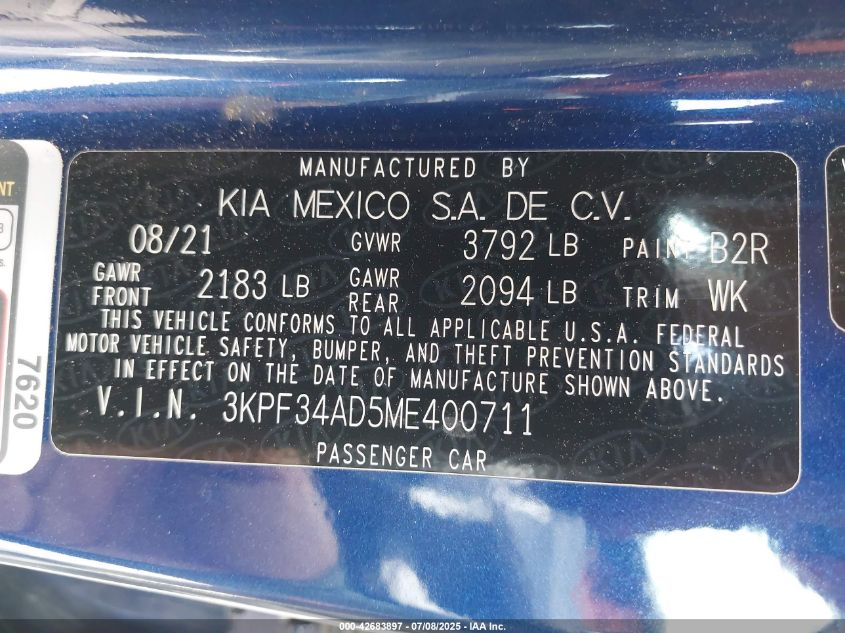 MANUFACTURED BY
KIA MEXICO S.A. DE C.V.
08/21 GVWR 3792 LB PAINT B2R
GAWR FRONT 2183 LB GAWR REAR 2094 LB TRIM WK
THIS VEHICLE CONFORMS TO ALL APPLICABLE U.S.A. FEDERAL
MOTOR VEHICLE SAFETY, BUMPER, AND THEFT PREVENTION STANDARDS
IN EFFECT ON THE DATE OF MANUFACTURE SHOWN ABOVE.
V.I.N. 3KPF34AD5ME400711
PASSENGER CAR
7620
000-42683897 - 07/08/2025 - IAA Inc.